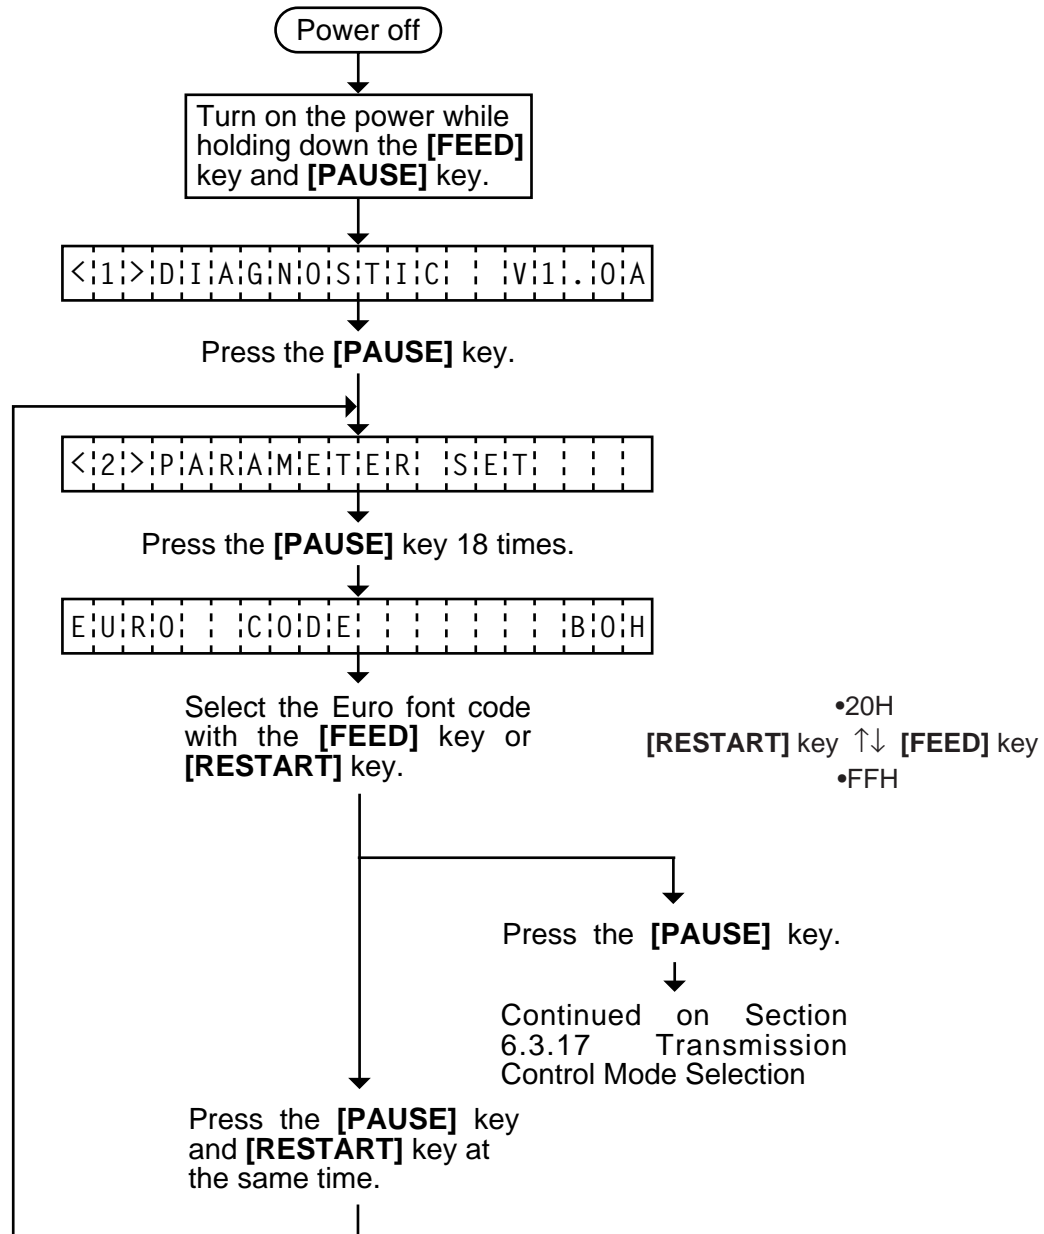 Power off
Turn on the power while
holding down the [FEED]
key and [PAUSE] key.
<1>DIAGNOSTIC  V1.0A
Press the [PAUSE] key.
<2>PARAMETER SET
Press the [PAUSE] key 18 times.
EURO  CODE       B0H
Select the Euro font code
with the [FEED] key or
[RESTART] key.
•20H
[RESTART] key ↑↓ [FEED] key
•FFH
Press the [PAUSE] key.
Continued on Section
6.3.17 Transmission
Control Mode Selection
Press the [PAUSE] key
and [RESTART] key at
the same time.